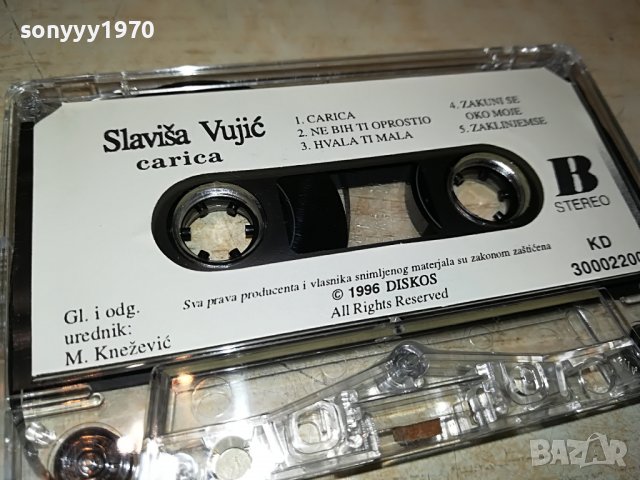 sonyyy1970
Slaviša Vujić
carica
1. CARICA
2. NE BIH TI OPROSTIO
3. HVALA TI MALA
4. ZAKUNI SE
OKO MOJE
5. ZAKLINJEMSE
B
STEREO
KD
30002200
Gl. i odg.
urednik:
M. Knežević
Sva prava producenta i vlasnika snimljenog materjala su zakonom zaštićena
© 1996 DISKOS
All Rights Reserved
BAZAR
bg